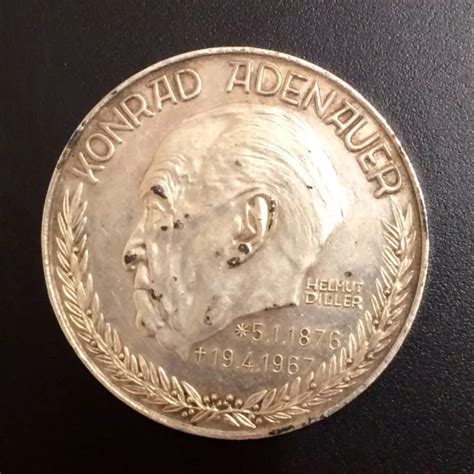 KONRAD ADENAUER
HELMUT
DILLER
*5.1.1876
†19.4.1967